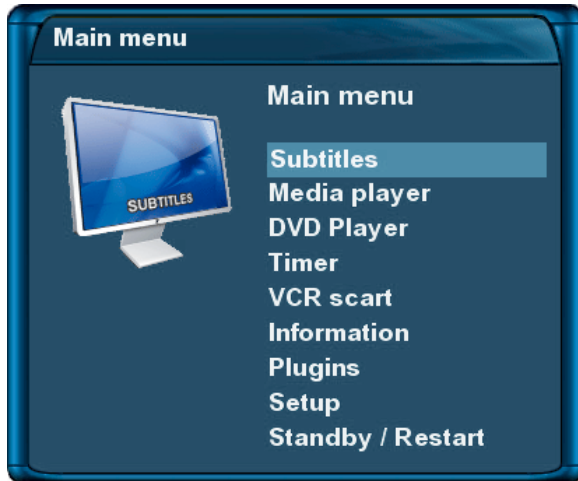 Main menu
Main menu
SUBTITLES
Subtitles
Media player
DVD Player
Timer
VCR scart
Information
Plugins
Setup
Standby / Restart